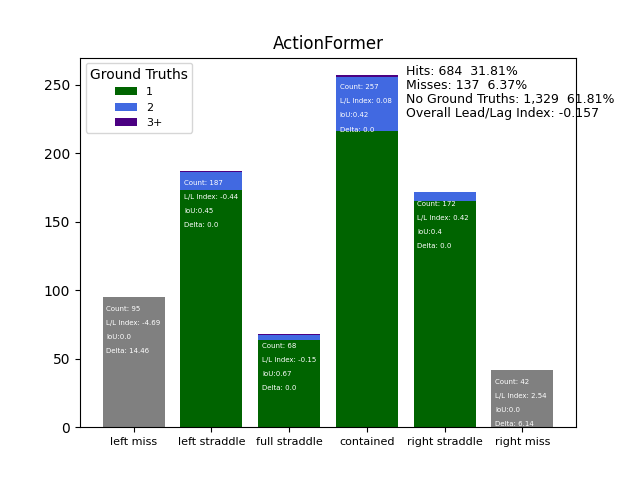 ActionFormer
Ground Truths
1
2
3+
Hits: 684  31.81%
Misses: 137  6.37%
No Ground Truths: 1,329  61.81%
Overall Lead/Lag Index: -0.157
250
200
150
100
50
0
Count: 95
L/L Index: -4.69
IoU:0.0
Delta: 14.46
Count: 187
L/L Index: -0.44
IoU:0.45
Delta: 0.0
Count: 68
L/L Index: -0.15
IoU:0.67
Delta: 0.0
Count: 257
L/L Index: 0.08
IoU:0.42
Delta: 0.0
Count: 172
L/L Index: 0.42
IoU:0.4
Delta: 0.0
Count: 42
L/L Index: 2.54
IoU:0.0
Delta: 6.14
left miss
left straddle
full straddle
contained
right straddle
right miss